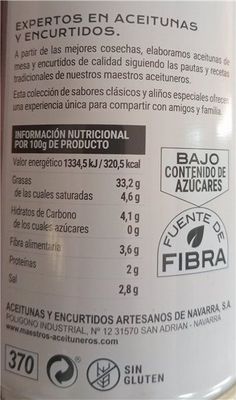 EXPERTOS EN ACEITUNAS
Y ENCURTIDOS.
A partir de las mejores cosechas, elaboramos aceitunas de
mesa y encurtidos de calidad siguiendo las pautas y recetas
tradicionales de nuestros maestros aceituneros.
Esta colección de sabores clásicos y aliños especiales ofrecen
una experiencia única para compartir con amigos y familia.
INFORMACIÓN NUTRICIONAL
POR 100g DE PRODUCTO
Valor energético 1334,5 kJ / 320,5 kcal
Grasas 33,2 g
de las cuales saturadas 4,6 g
Hidratos de Carbono 4,1 g
de los cuales azúcares 0 g
Fibra alimentaria 3,6 g
Proteínas 2 g
Sal 2,8 g
BAJO
CONTENIDO DE
AZÚCARES
FUENTE DE
FIBRA
ACEITUNAS Y ENCURTIDOS ARTESANOS DE NAVARRA, S.A.
POLIGONO INDUSTRIAL, Nº 12 31570 SAN ADRIAN - NAVARRA
www.maestros-aceituneros.com
370
SIN
GLUTEN